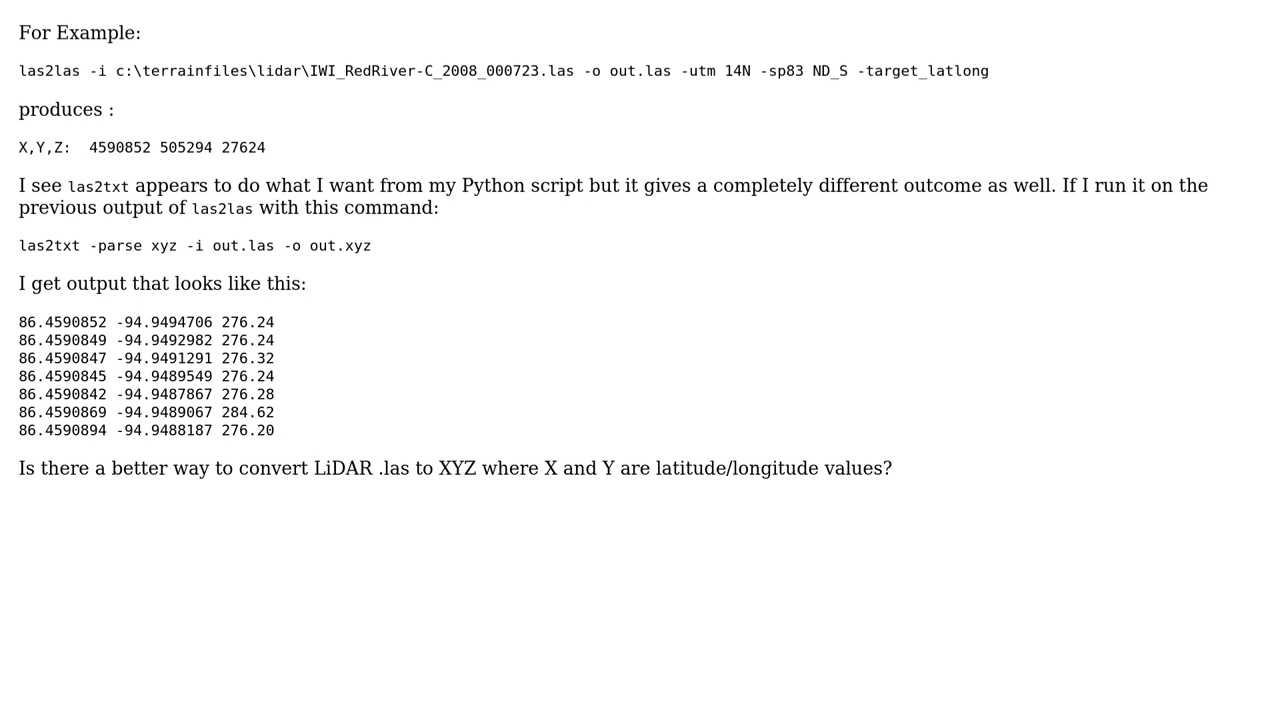 For Example:
las2las -i c:\terrainfiles\lidar\IWI_RedRiver-C_2008_000723.las -o out.las -utm 14N -sp83 ND_S -target_latlong
produces :
X,Y,Z:  4590852 505294 27624
I see las2txt appears to do what I want from my Python script but it gives a completely different outcome as well. If I run it on the
previous output of las2las with this command:
las2txt -parse xyz -i out.las -o out.xyz
I get output that looks like this:
86.4590852 -94.9494706 276.24
86.4590849 -94.9492982 276.24
86.4590847 -94.9491291 276.32
86.4590845 -94.9489549 276.24
86.4590842 -94.9487867 276.28
86.4590869 -94.9489067 284.62
86.4590894 -94.9488187 276.20
Is there a better way to convert LiDAR .las to XYZ where X and Y are latitude/longitude values?